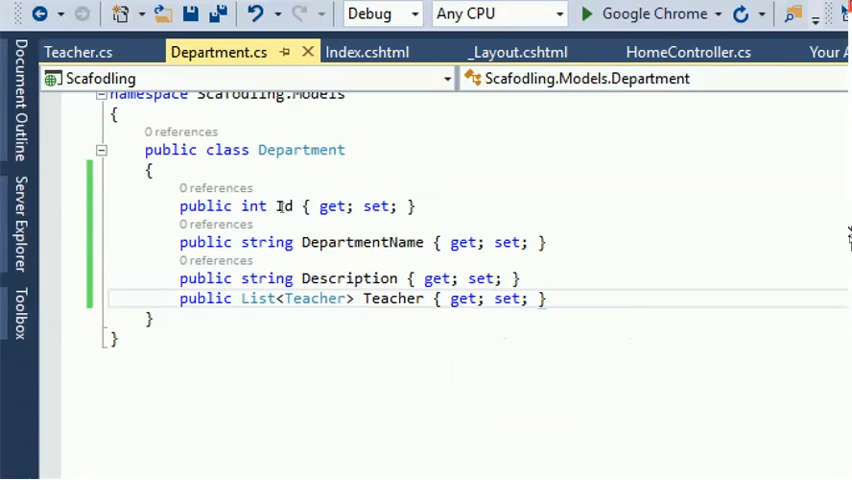 Debug Any CPU Google Chrome
Teacher.cs Department.cs Index.cshtml _Layout.cshtml HomeController.cs Your A
Scafodling Scafodling.Models.Department
Document Outline
Server Explorer
Toolbox
namespace Scafodling.Models
{
0 references
public class Department
{
0 references
public int Id { get; set; }
0 references
public string DepartmentName { get; set; }
0 references
public string Description { get; set; }
public List<Teacher> Teacher { get; set; }
}
}